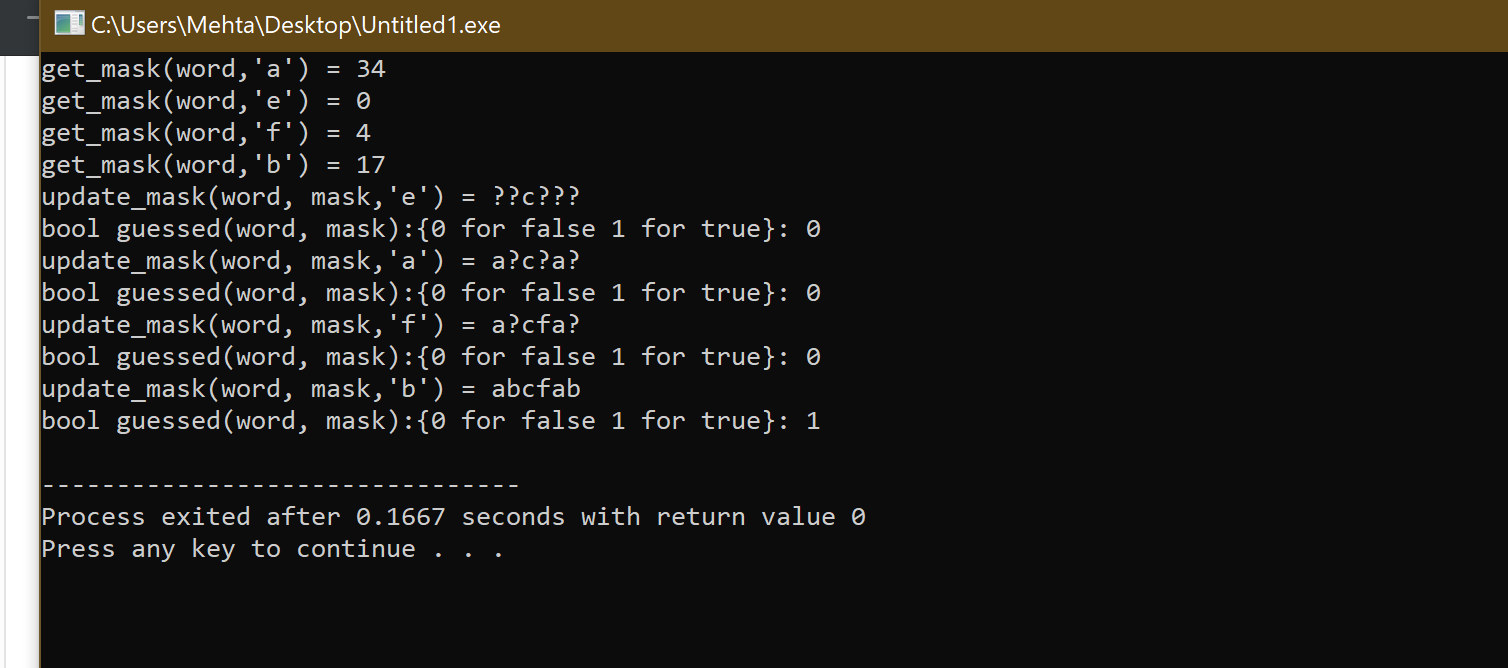 C:\Users\Mehta\Desktop\Untitled1.exe
get_mask(word,'a') = 34
get_mask(word,'e') = 0
get_mask(word,'f') = 4
get_mask(word,'b') = 17
update_mask(word, mask,'e') = ??c???
bool guessed(word, mask):{0 for false 1 for true}: 0
update_mask(word, mask,'a') = a?c?a?
bool guessed(word, mask):{0 for false 1 for true}: 0
update_mask(word, mask,'f') = a?cfa?
bool guessed(word, mask):{0 for false 1 for true}: 0
update_mask(word, mask,'b') = abcfab
bool guessed(word, mask):{0 for false 1 for true}: 1
--------------------------------
Process exited after 0.1667 seconds with return value 0
Press any key to continue . . .